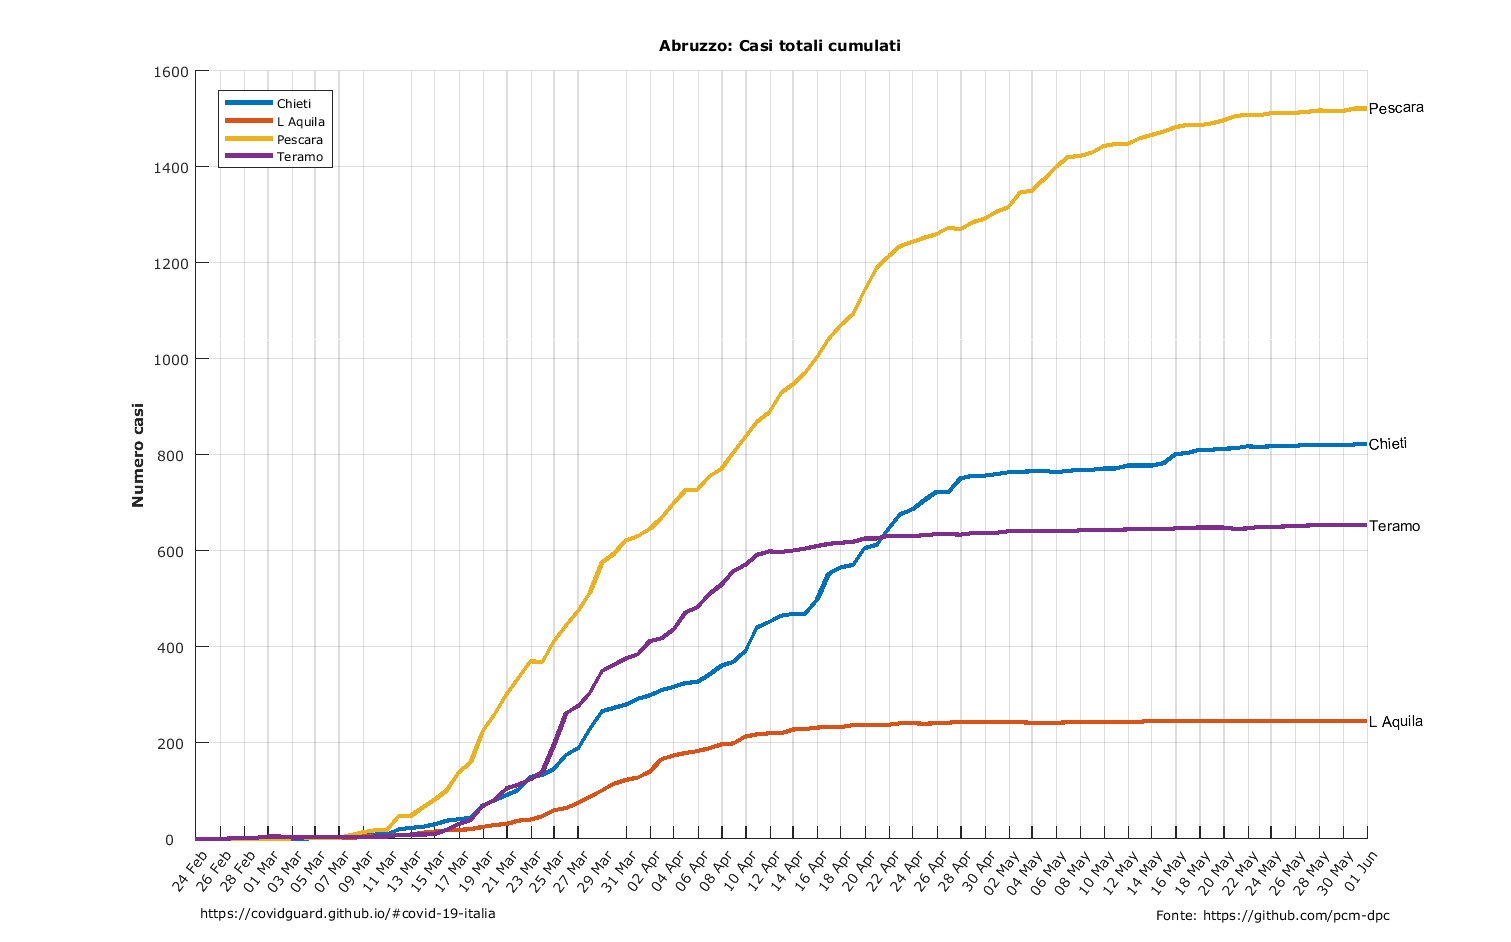 Abruzzo: Casi totali cumulati
1600
1400
1200
1000
800
600
400
200
0
Numero casi
Chieti
L Aquila
Pescara
Teramo
Pescara
Chieti
Teramo
L Aquila
24 Feb
26 Feb
28 Feb
01 Mar
03 Mar
05 Mar
07 Mar
09 Mar
11 Mar
13 Mar
15 Mar
17 Mar
19 Mar
21 Mar
23 Mar
25 Mar
27 Mar
29 Mar
31 Mar
02 Apr
04 Apr
06 Apr
08 Apr
10 Apr
12 Apr
14 Apr
16 Apr
18 Apr
20 Apr
22 Apr
24 Apr
26 Apr
28 Apr
30 Apr
02 May
04 May
06 May
08 May
10 May
12 May
14 May
16 May
18 May
20 May
22 May
24 May
26 May
28 May
30 May
01 Jun
https://covidguard.github.io/#covid-19-italia
Fonte: https://github.com/pcm-dpc